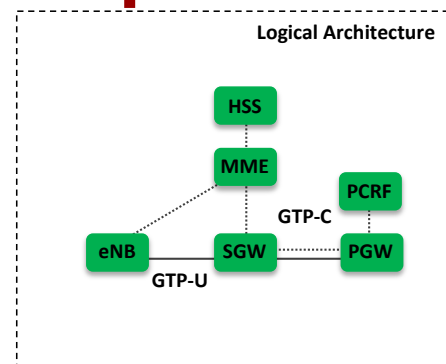 Logical Architecture
HSS
MME
PCRF
GTP-C
eNB
SGW
PGW
GTP-U